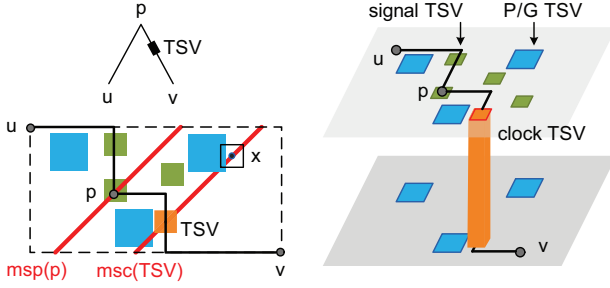 p
TSV
u
v
u
x
p
TSV
v
msp(p)
msc(TSV)
signal TSV
P/G TSV
u
p
clock TSV
v